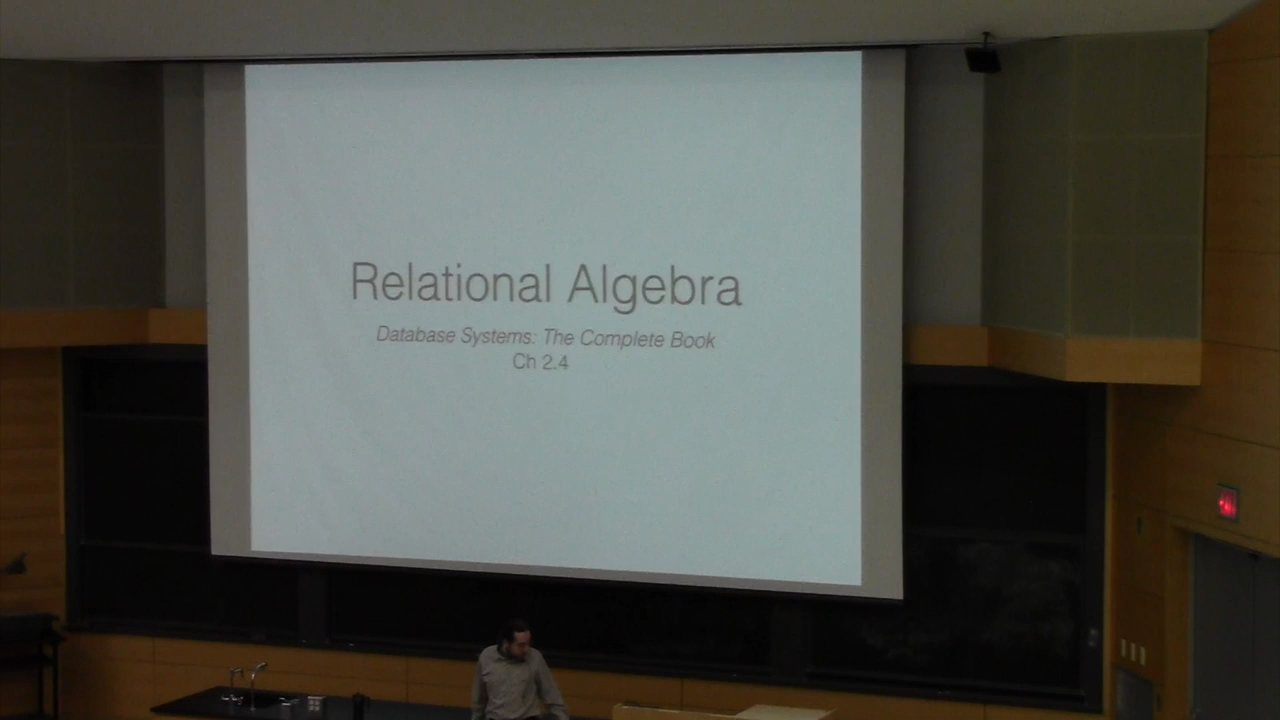 Relational Algebra
Database Systems: The Complete Book
Ch 2.4